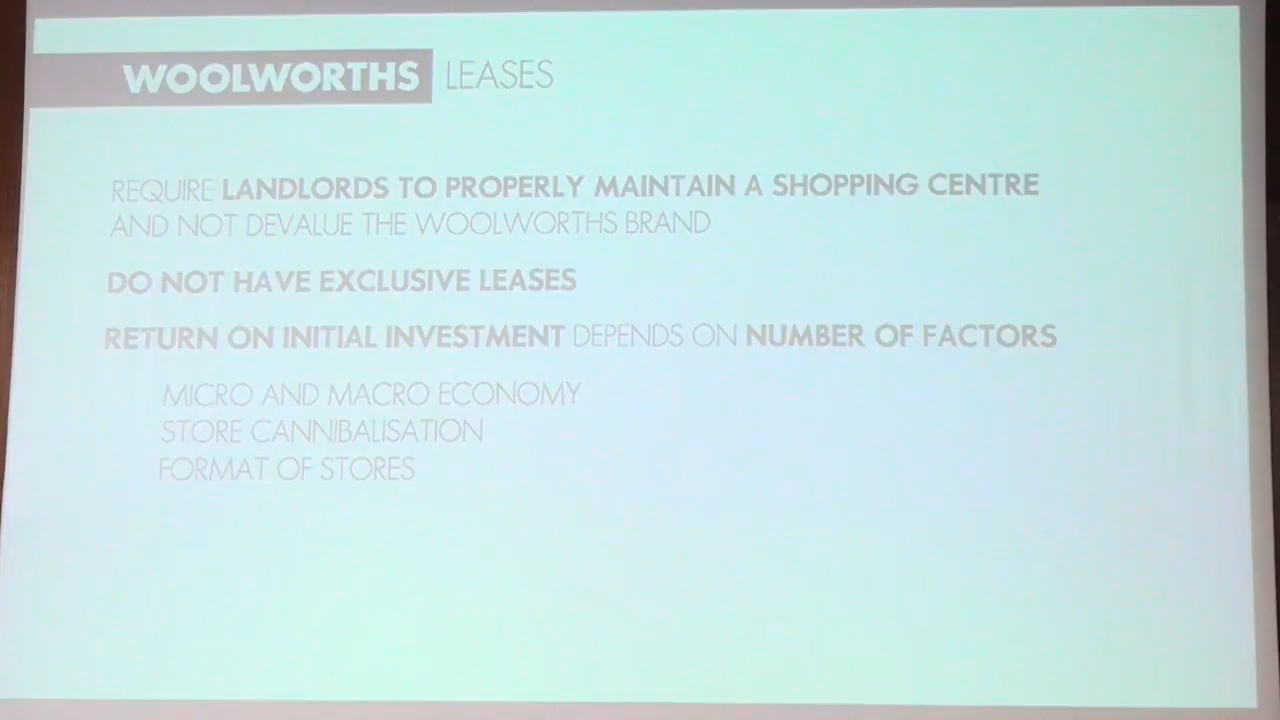 WOOLWORTHS LEASES
REQUIRE LANDLORDS TO PROPERLY MAINTAIN A SHOPPING CENTRE
AND NOT DEVALUE THE WOOLWORTHS BRAND
DO NOT HAVE EXCLUSIVE LEASES
RETURN ON INITIAL INVESTMENT DEPENDS ON NUMBER OF FACTORS
MICRO AND MACRO ECONOMY
STORE CANNIBALISATION
FORMAT OF STORES